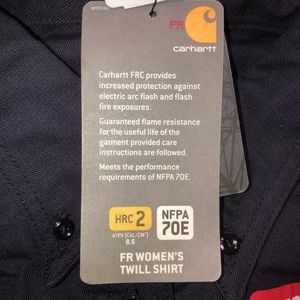 FR
carhartt
Carhartt FRC provides
increased protection against
electric arc flash and flash
fire exposures.
Guaranteed flame resistance
for the useful life of the
garment provided care
instructions are followed.
Meets the performance
requirements of NFPA 70E.
HRC 2
NFPA
70E
ATPV (CAL/CM²)
8.6
FR WOMEN'S
TWILL SHIRT